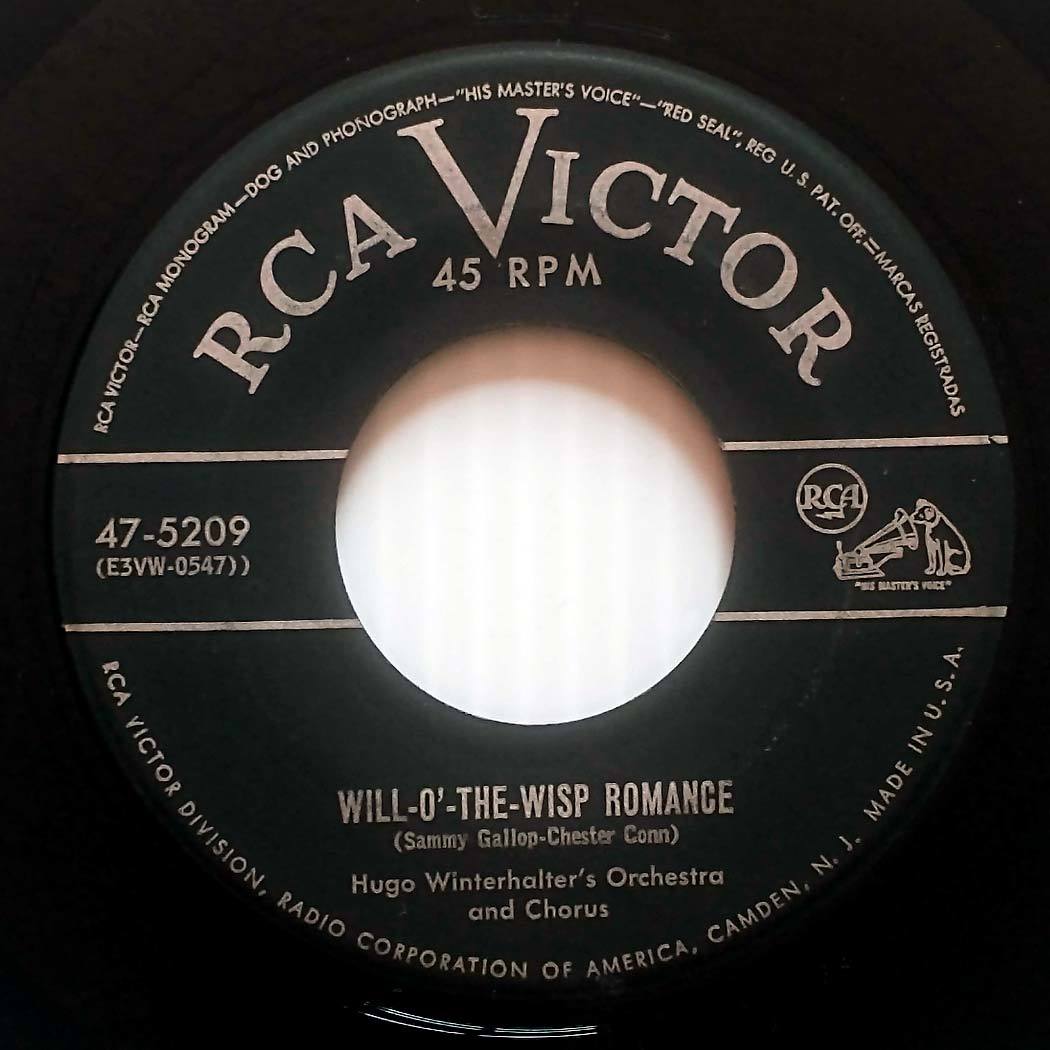 RCA VICTOR—RCA MONOGRAM—DOG AND PHONOGRAPH—"HIS MASTER'S VOICE"—"RED SEAL", REG U. S. PAT. OFF.—MARCAS REGISTRADAS
RCA VICTOR
45 RPM
47-5209
(E3VW-0547))
RCA
"HIS MASTER'S VOICE"
WILL-O'-THE-WISP ROMANCE
(Sammy Gallop-Chester Conn)
Hugo Winterhalter's Orchestra
and Chorus
RCA VICTOR DIVISION, RADIO CORPORATION OF AMERICA, CAMDEN, N. J. MADE IN U. S. A.